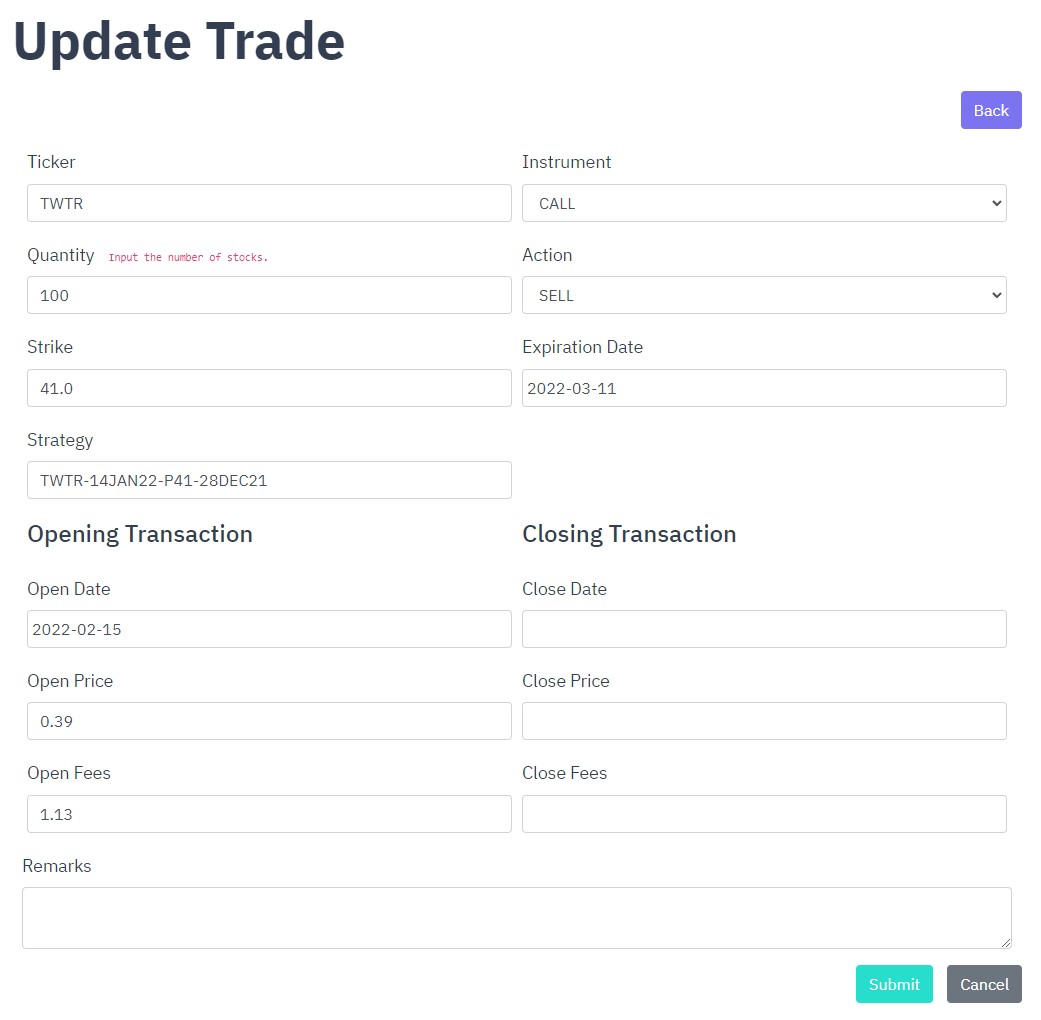 Update Trade
Back
Ticker Instrument
TWTR CALL
Quantity Input the number of stocks. Action
100 SELL
Strike Expiration Date
41.0 2022-03-11
Strategy
TWTR-14JAN22-P41-28DEC21
Opening Transaction Closing Transaction
Open Date Close Date
2022-02-15
Open Price Close Price
0.39
Open Fees Close Fees
1.13
Remarks
Submit Cancel